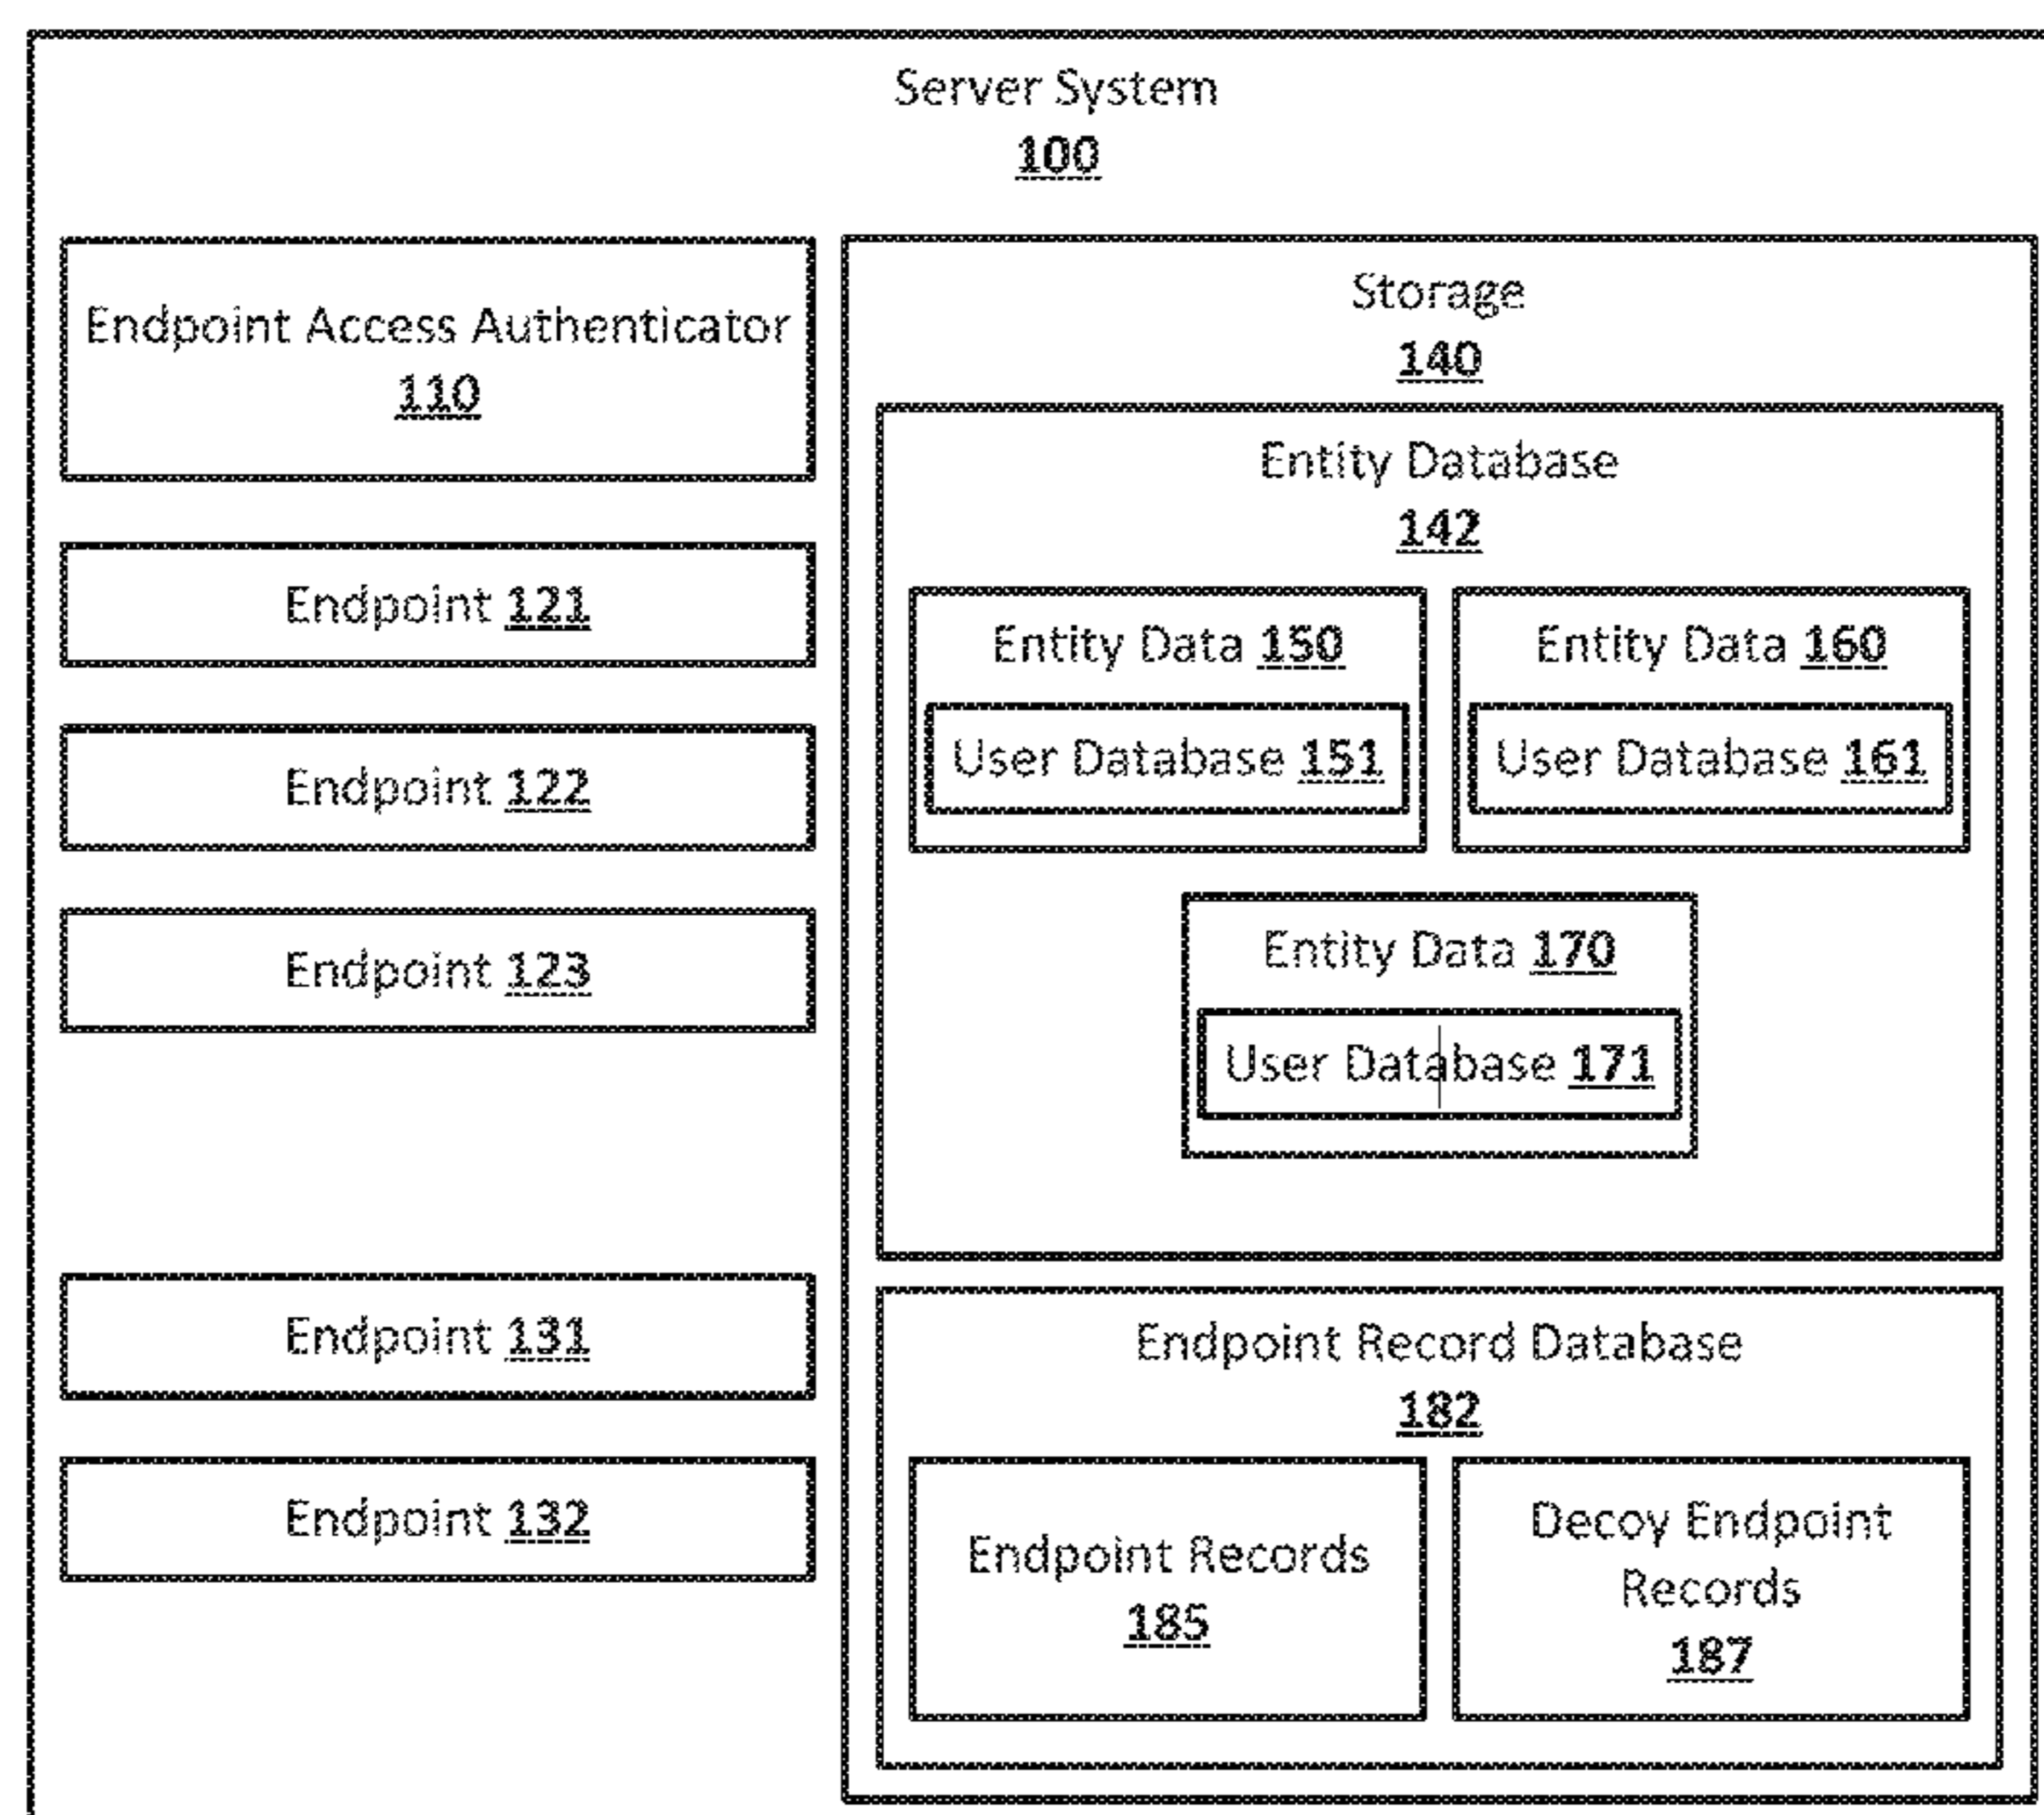 Server System
100
Endpoint Access Authenticator
110
Endpoint 121
Endpoint 122
Endpoint 123
Endpoint 131
Endpoint 132
Storage
140
Entity Database
142
Entity Data 150
User Database 151
Entity Data 160
User Database 161
Entity Data 170
User Database 171
Endpoint Record Database
182
Endpoint Records
185
Decoy Endpoint
Records
187